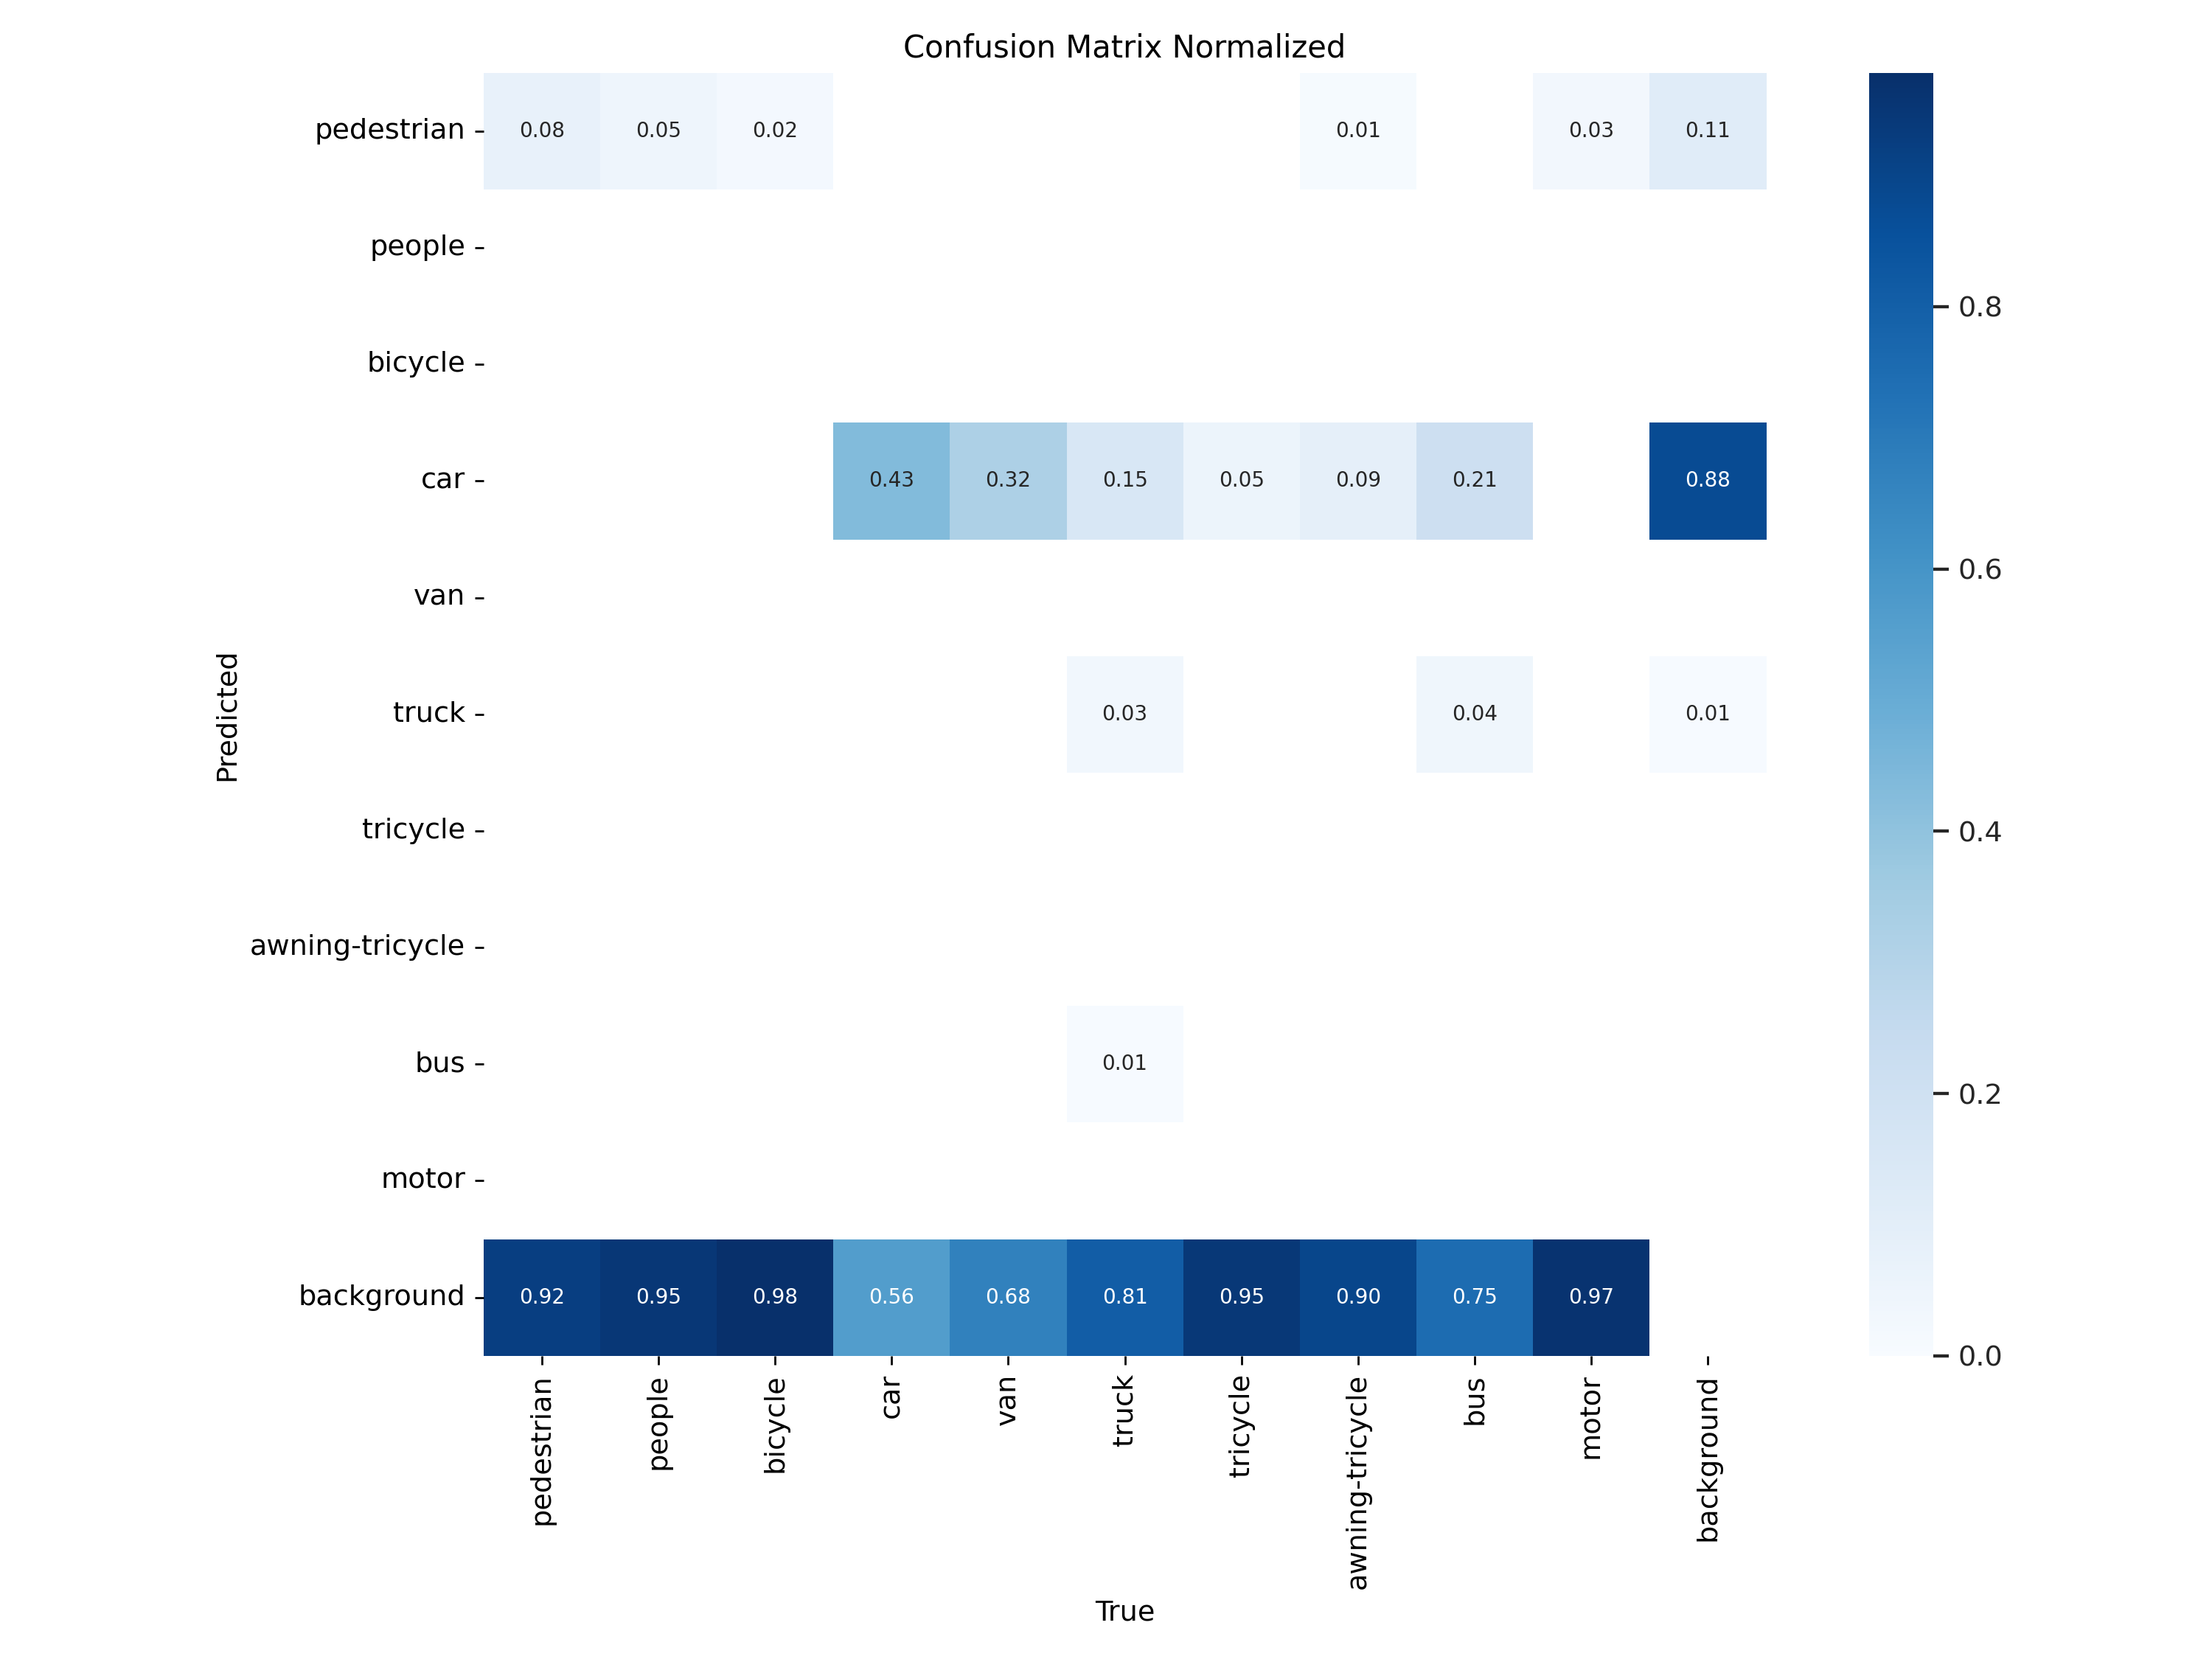 Confusion Matrix Normalized
pedestrian 0.08 0.05 0.02 0.01 0.03 0.11
people
bicycle
car 0.43 0.32 0.15 0.05 0.09 0.21 0.88
van
truck 0.03 0.04 0.01
tricycle
awning-tricycle
bus 0.01
motor
background 0.92 0.95 0.98 0.56 0.68 0.81 0.95 0.90 0.75 0.97
Predicted
pedestrian people bicycle car van truck tricycle awning-tricycle bus motor background
True
0.8
0.6
0.4
0.2
0.0